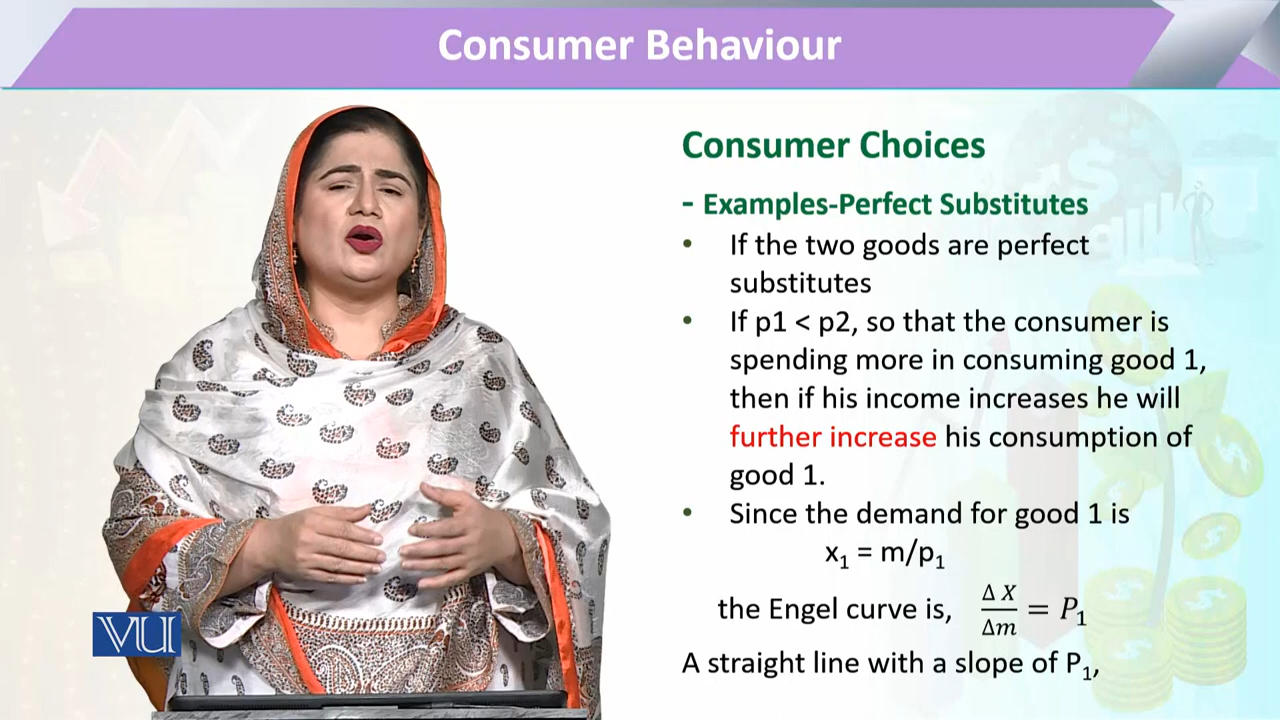 Consumer Behaviour
Consumer Choices
- Examples-Perfect Substitutes
• If the two goods are perfect
substitutes
• If p1 < p2, so that the consumer is
spending more in consuming good 1,
then if his income increases he will
further increase his consumption of
good 1.
• Since the demand for good 1 is
x₁ = m/p₁
the Engel curve is, Δ X/Δm = P₁
A straight line with a slope of P₁,
VU